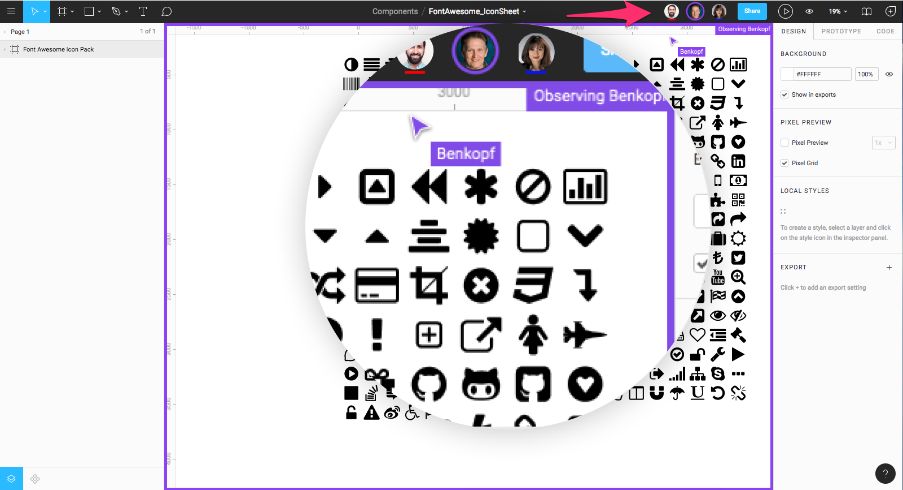 Components / FontAwesome_IconSheet
Share
19%
Page 1
1 of 1
Font Awesome Icon Pack
3000
Observing Benkopf
Benkopf
Observing Benkopf
Benkopf
You
Tube
DESIGN PROTOTYPE CODE
BACKGROUND
#FFFFFF 100%
Show in exports
PIXEL PREVIEW
Pixel Preview 1x
Pixel Grid
LOCAL STYLES
To create a style, select a layer and click
on the style icon in the inspector panel.
EXPORT
Click + to add an export setting
?